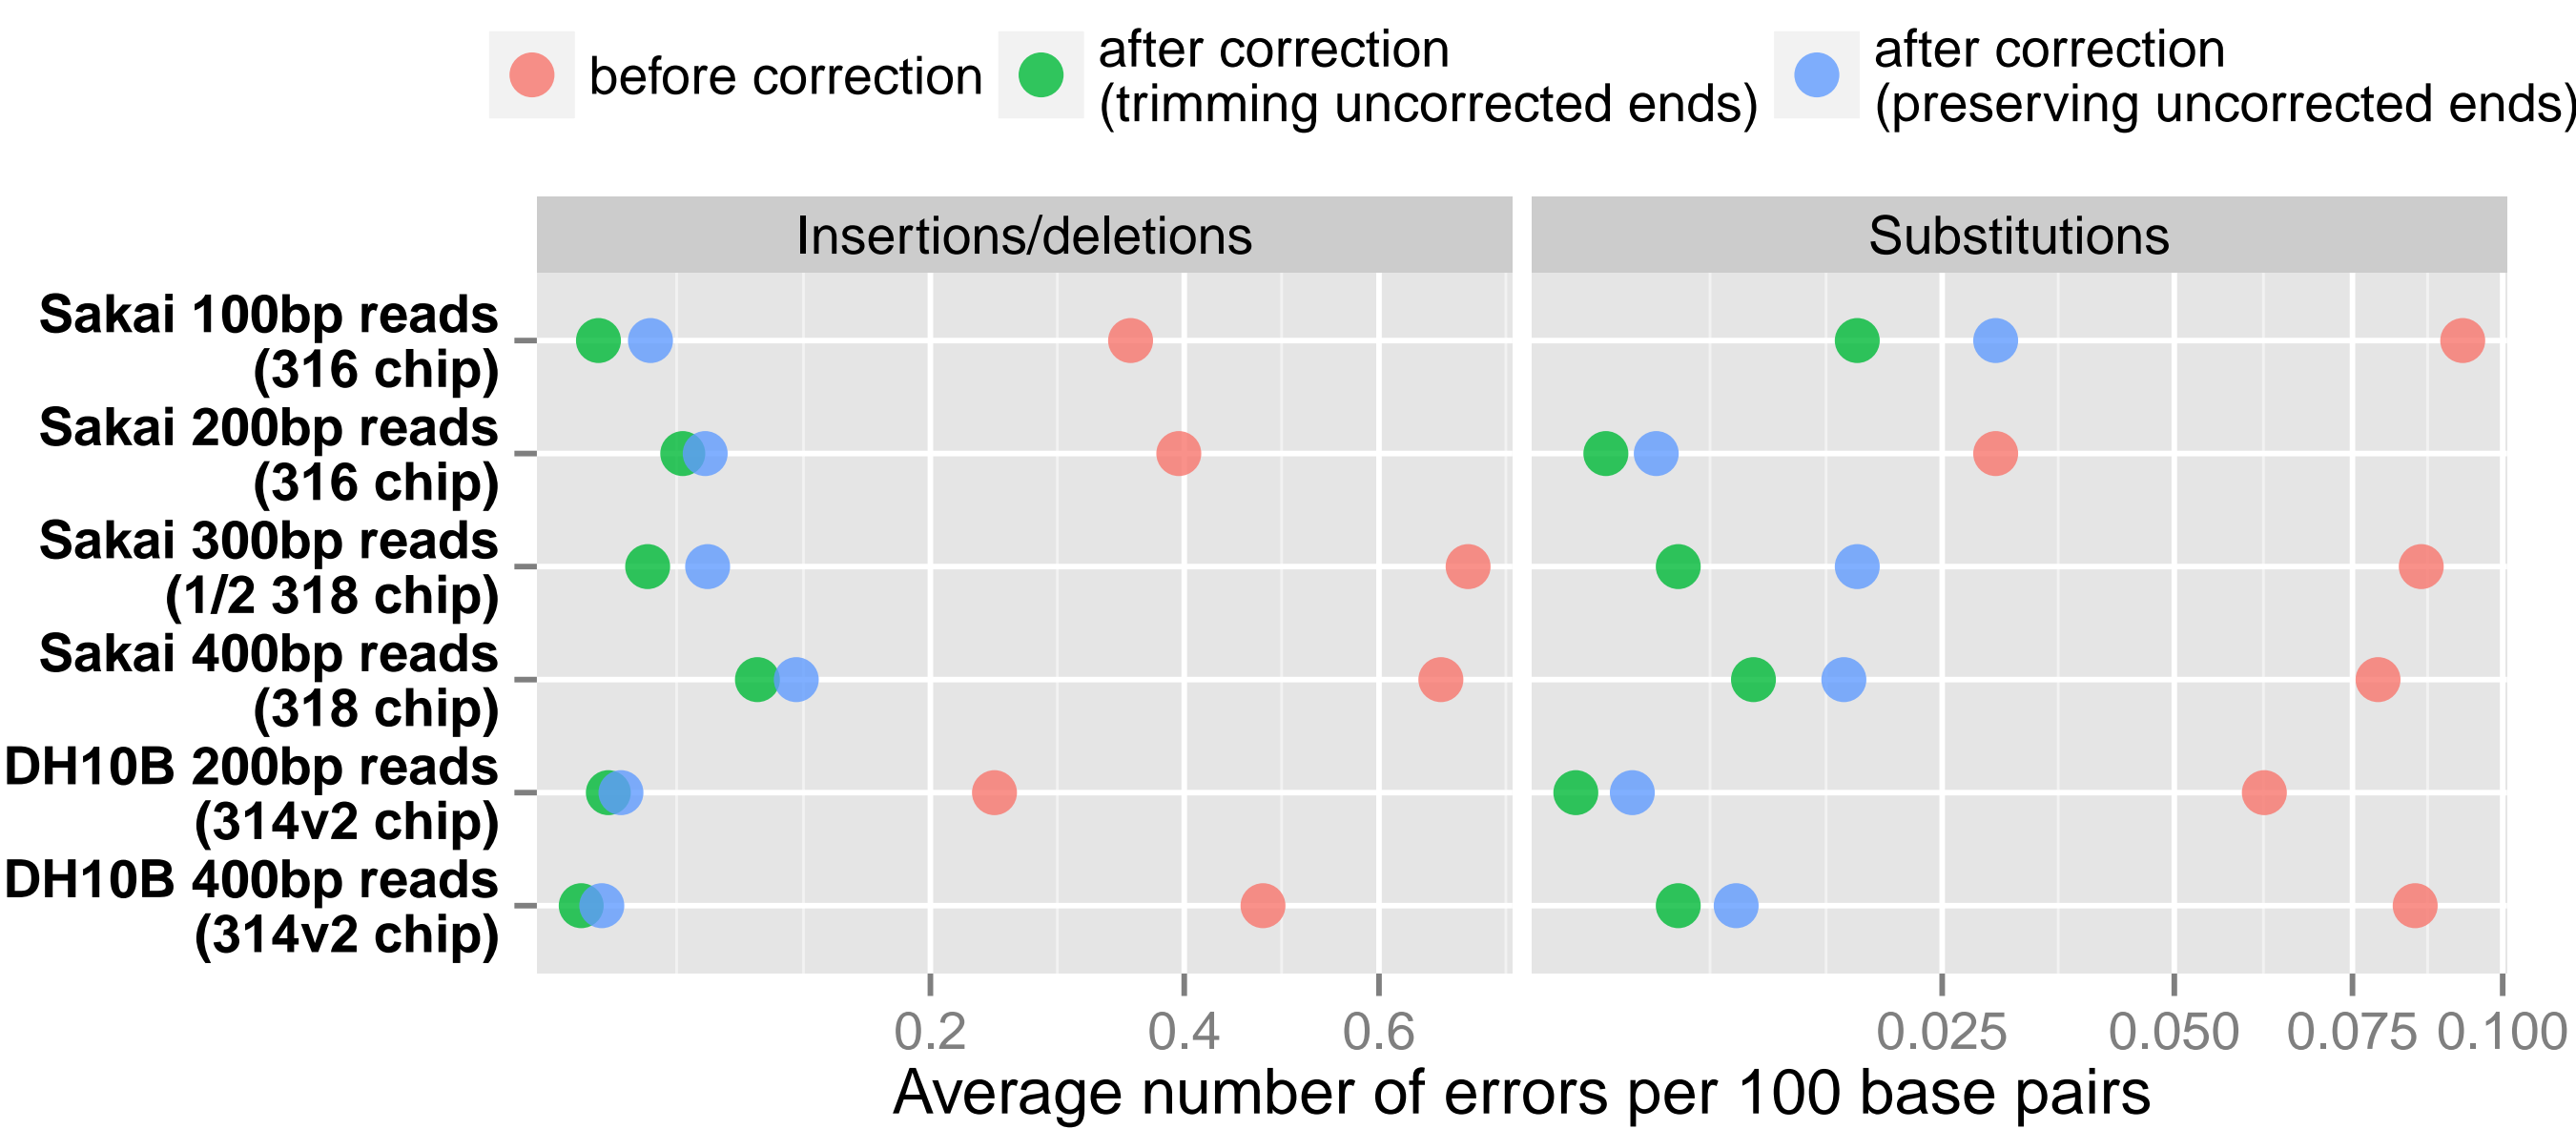 before correction
after correction
(trimming uncorrected ends)
after correction
(preserving uncorrected ends)
Insertions/deletions
Substitutions
Sakai 100bp reads
(316 chip)
Sakai 200bp reads
(316 chip)
Sakai 300bp reads
(1/2 318 chip)
Sakai 400bp reads
(318 chip)
DH10B 200bp reads
(314v2 chip)
DH10B 400bp reads
(314v2 chip)
0.2 0.4 0.6 0.025 0.050 0.075 0.100
Average number of errors per 100 base pairs